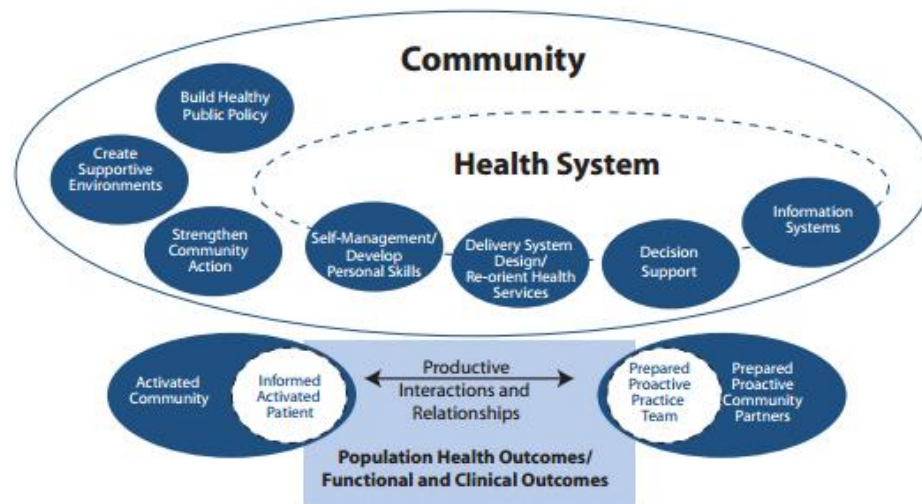 Community
Build Healthy
Public Policy
Create
Supportive
Environments
Strengthen
Community
Action
Health System
Self-Management/
Develop
Personal Skills
Delivery System
Design/
Re-orient Health
Services
Decision
Support
Information
Systems
Activated
Community
Informed
Activated
Patient
Productive
Interactions and
Relationships
Prepared
Proactive
Practice
Team
Prepared
Proactive
Community
Partners
Population Health Outcomes/
Functional and Clinical Outcomes